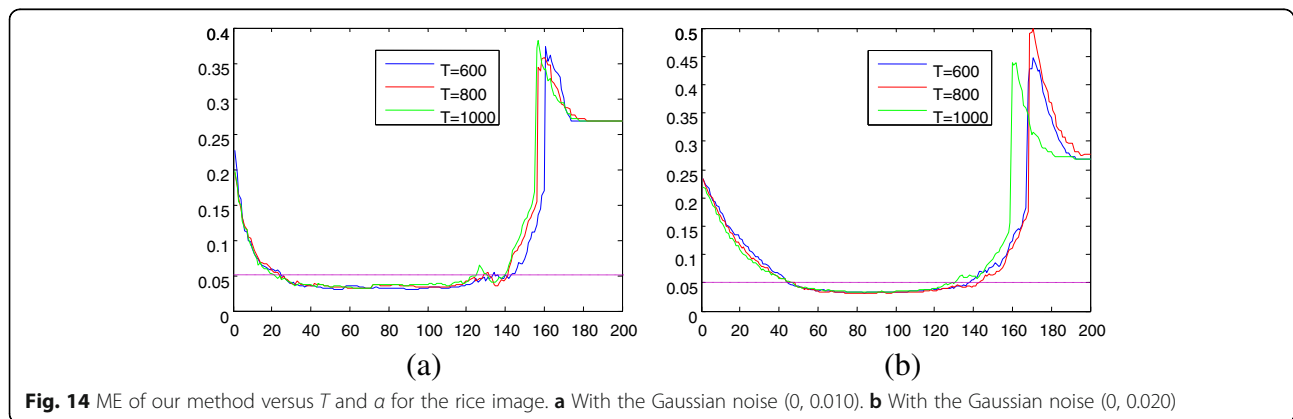 0.4
0.35
0.3
0.25
0.2
0.15
0.1
0.05
0
0 20 40 60 80 100 120 140 160 180 200
T=600
T=800
T=1000
(a)
0.5
0.45
0.4
0.35
0.3
0.25
0.2
0.15
0.1
0.05
0
0 20 40 60 80 100 120 140 160 180 200
T=600
T=800
T=1000
(b)
Fig. 14 ME of our method versus T and α for the rice image. a With the Gaussian noise (0, 0.010). b With the Gaussian noise (0, 0.020)